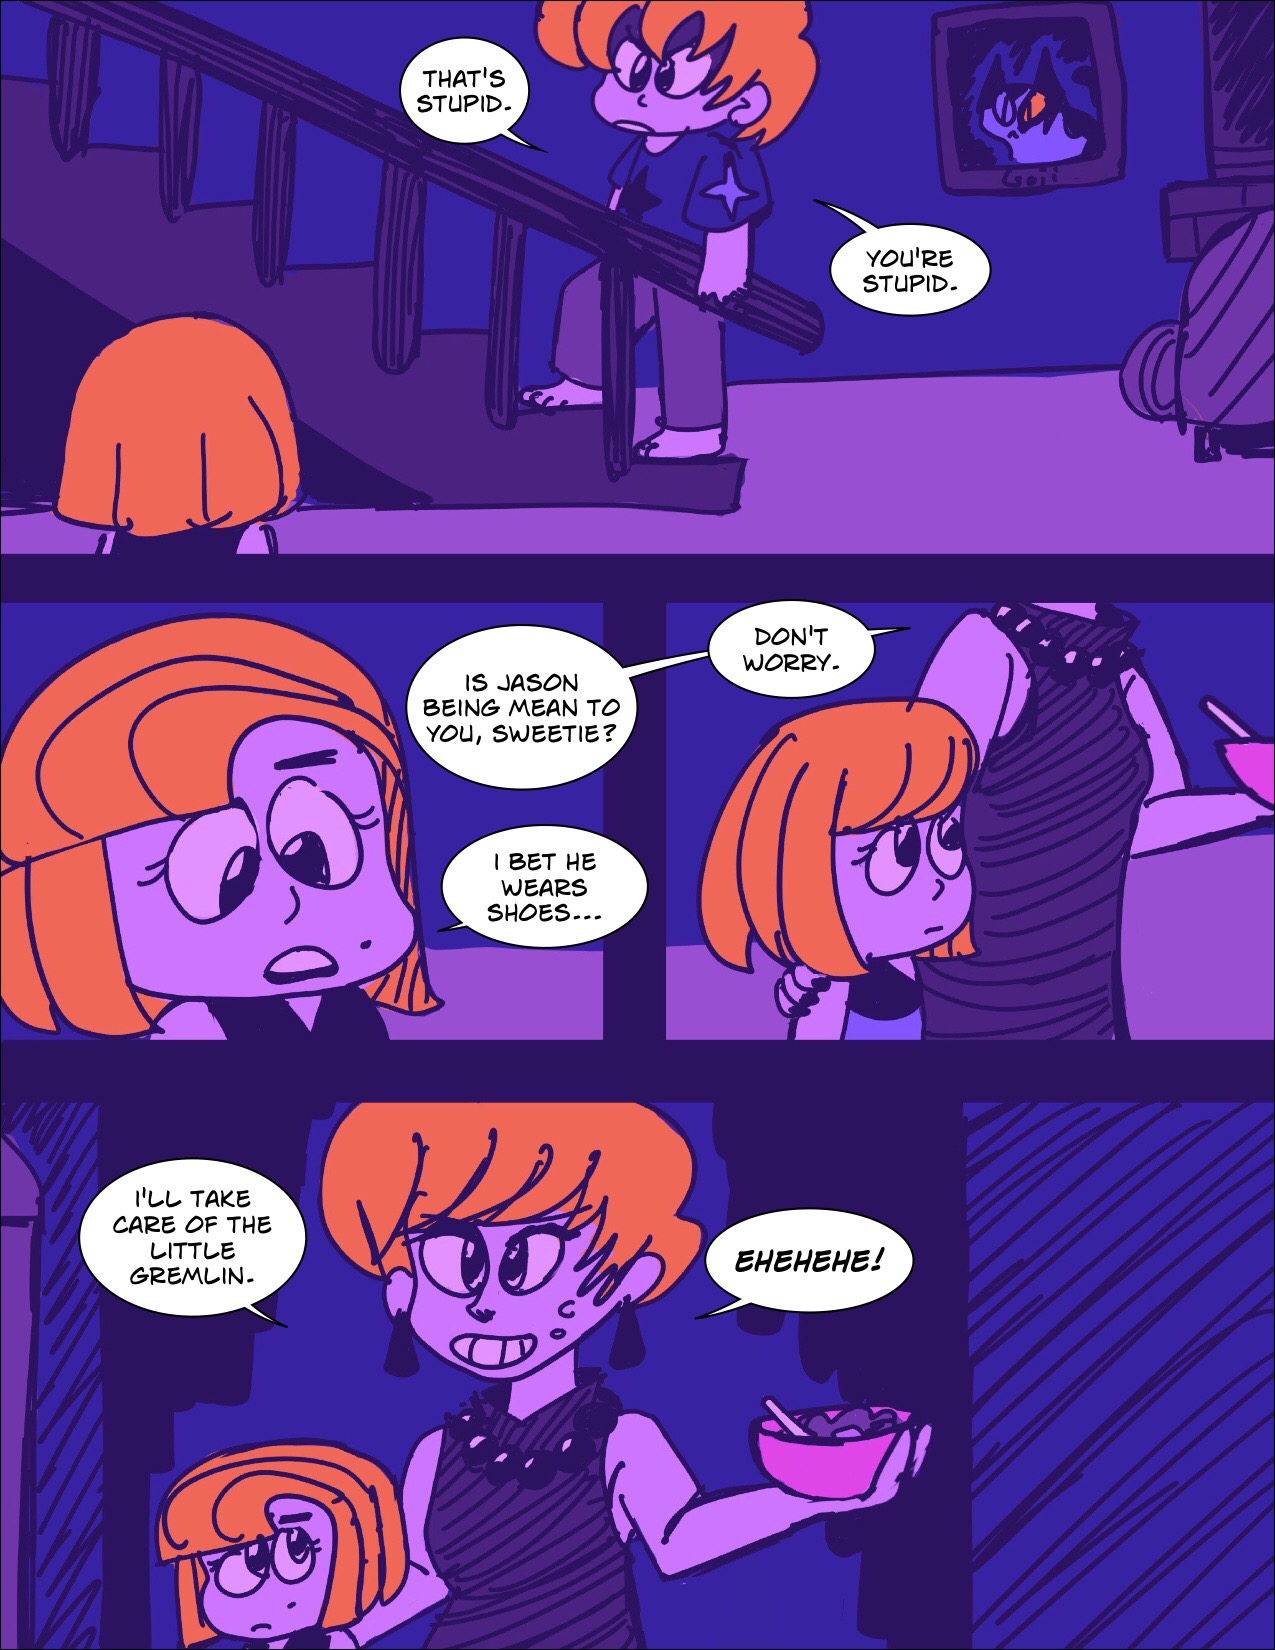 THAT'S
STUPID.
Goji
YOU'RE
STUPID.
IS JASON
BEING MEAN TO
YOU, SWEETIE?
DON'T
WORRY.
I BET HE
WEARS
SHOES...
I'LL TAKE
CARE OF THE
LITTLE
GREMLIN.
EHEHEHE!